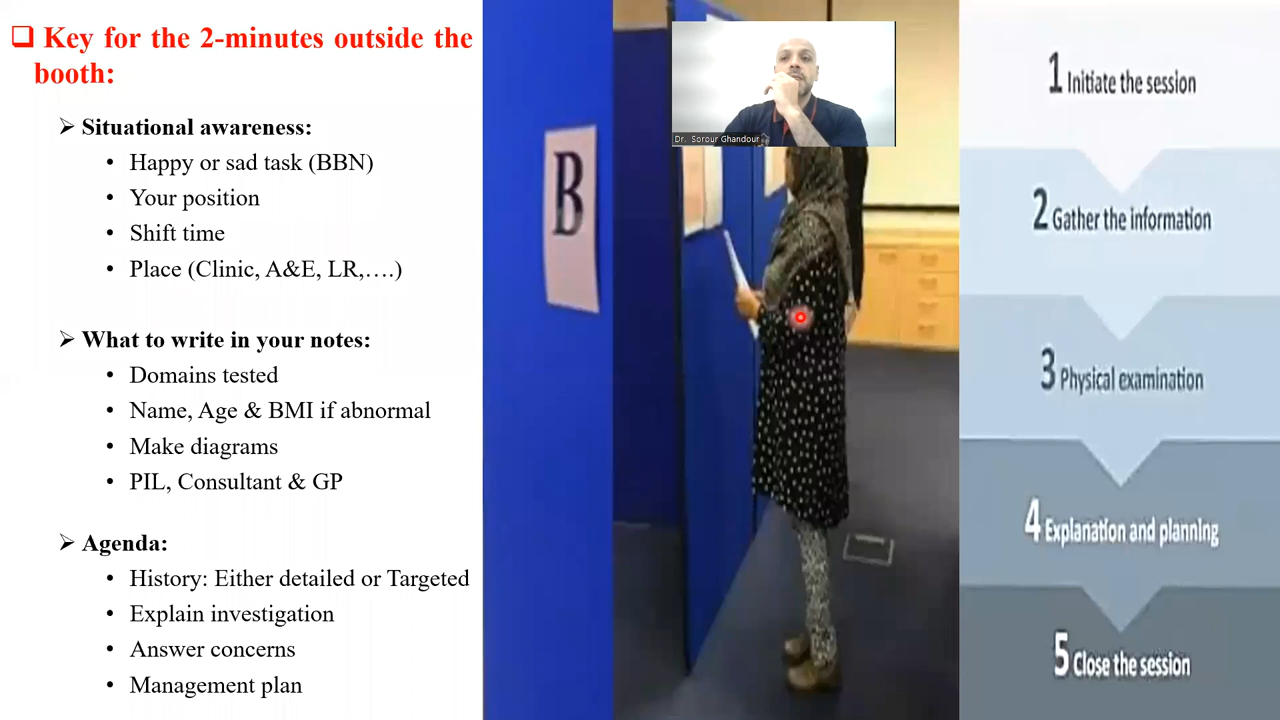 ❑ Key for the 2-minutes outside the
booth:
➢ Situational awareness:
• Happy or sad task (BBN)
• Your position
• Shift time
• Place (Clinic, A&E, LR,….)
➢ What to write in your notes:
• Domains tested
• Name, Age & BMI if abnormal
• Make diagrams
• PIL, Consultant & GP
➢ Agenda:
• History: Either detailed or Targeted
• Explain investigation
• Answer concerns
• Management plan
B
Dr. Sorour Ghandour
1 Initiate the session
2 Gather the information
3 Physical examination
4 Explanation and planning
5 Close the session